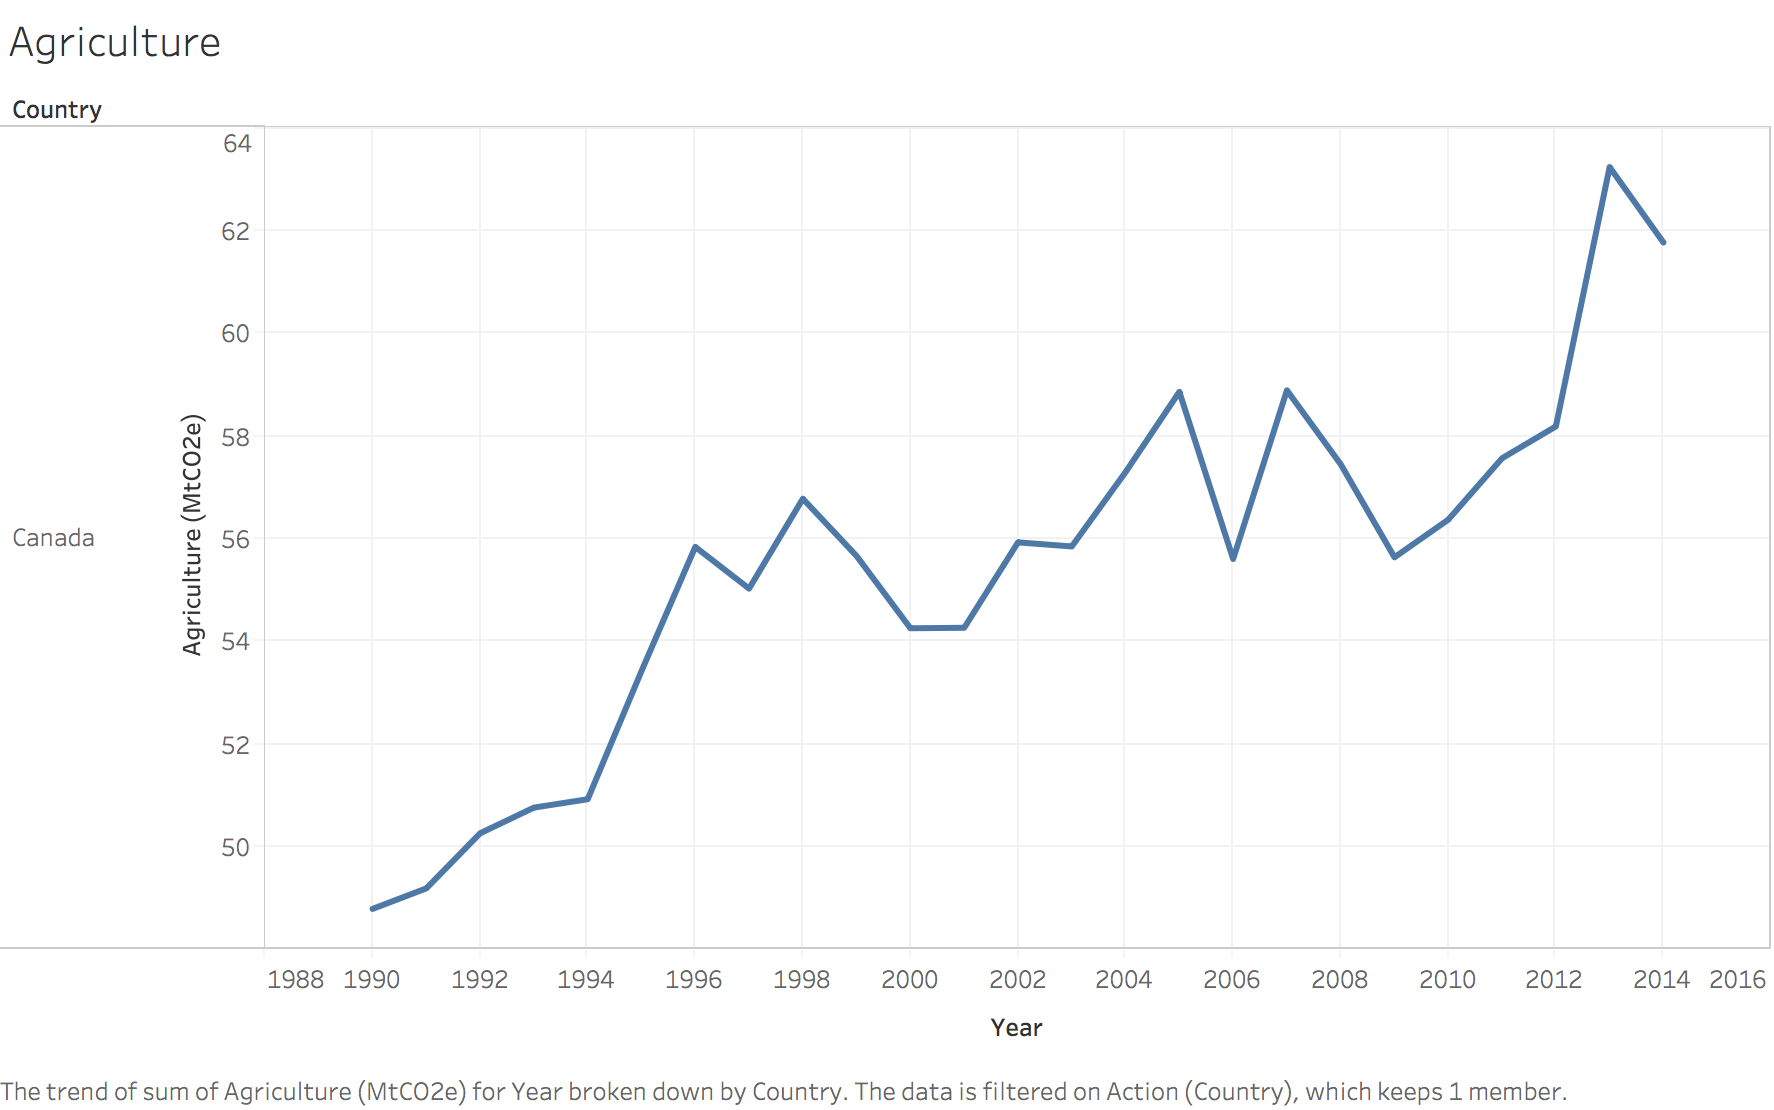 Agriculture
Country
64
62
60
58
56
54
52
50
Agriculture (MtCO2e)
Canada
1988 1990 1992 1994 1996 1998 2000 2002 2004 2006 2008 2010 2012 2014 2016
Year
The trend of sum of Agriculture (MtCO2e) for Year broken down by Country. The data is filtered on Action (Country), which keeps 1 member.